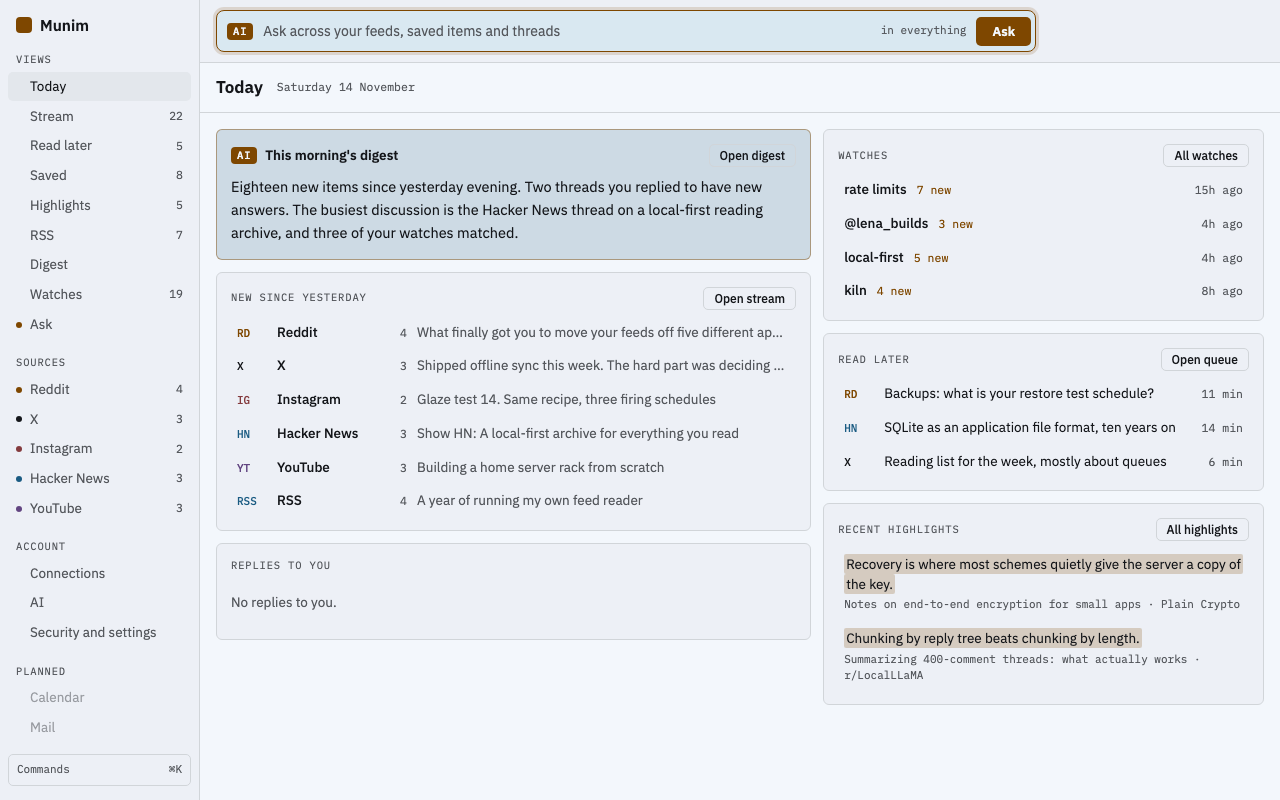 Munim
VIEWS
Today
Stream 22
Read later 5
Saved 8
Highlights 5
RSS 7
Digest
Watches 19
Ask
SOURCES
Reddit 4
X 3
Instagram 2
Hacker News 3
YouTube 3
ACCOUNT
Connections
AI
Security and settings
PLANNED
Calendar
Mail
Commands ⌘K
AI Ask across your feeds, saved items and threads in everything Ask
Today Saturday 14 November
AI This morning's digest Open digest
Eighteen new items since yesterday evening. Two threads you replied to have new
answers. The busiest discussion is the Hacker News thread on a local-first reading
archive, and three of your watches matched.
NEW SINCE YESTERDAY Open stream
RD Reddit 4 What finally got you to move your feeds off five different ap…
X X 3 Shipped offline sync this week. The hard part was deciding …
IG Instagram 2 Glaze test 14. Same recipe, three firing schedules
HN Hacker News 3 Show HN: A local-first archive for everything you read
YT YouTube 3 Building a home server rack from scratch
RSS RSS 4 A year of running my own feed reader
REPLIES TO YOU
No replies to you.
WATCHES All watches
rate limits 7 new 15h ago
@lena_builds 3 new 4h ago
local-first 5 new 4h ago
kiln 4 new 8h ago
READ LATER Open queue
RD Backups: what is your restore test schedule? 11 min
HN SQLite as an application file format, ten years on 14 min
X Reading list for the week, mostly about queues 6 min
RECENT HIGHLIGHTS All highlights
Recovery is where most schemes quietly give the server a copy of
the key.
Notes on end-to-end encryption for small apps · Plain Crypto
Chunking by reply tree beats chunking by length.
Summarizing 400-comment threads: what actually works ·
r/LocalLLaMA